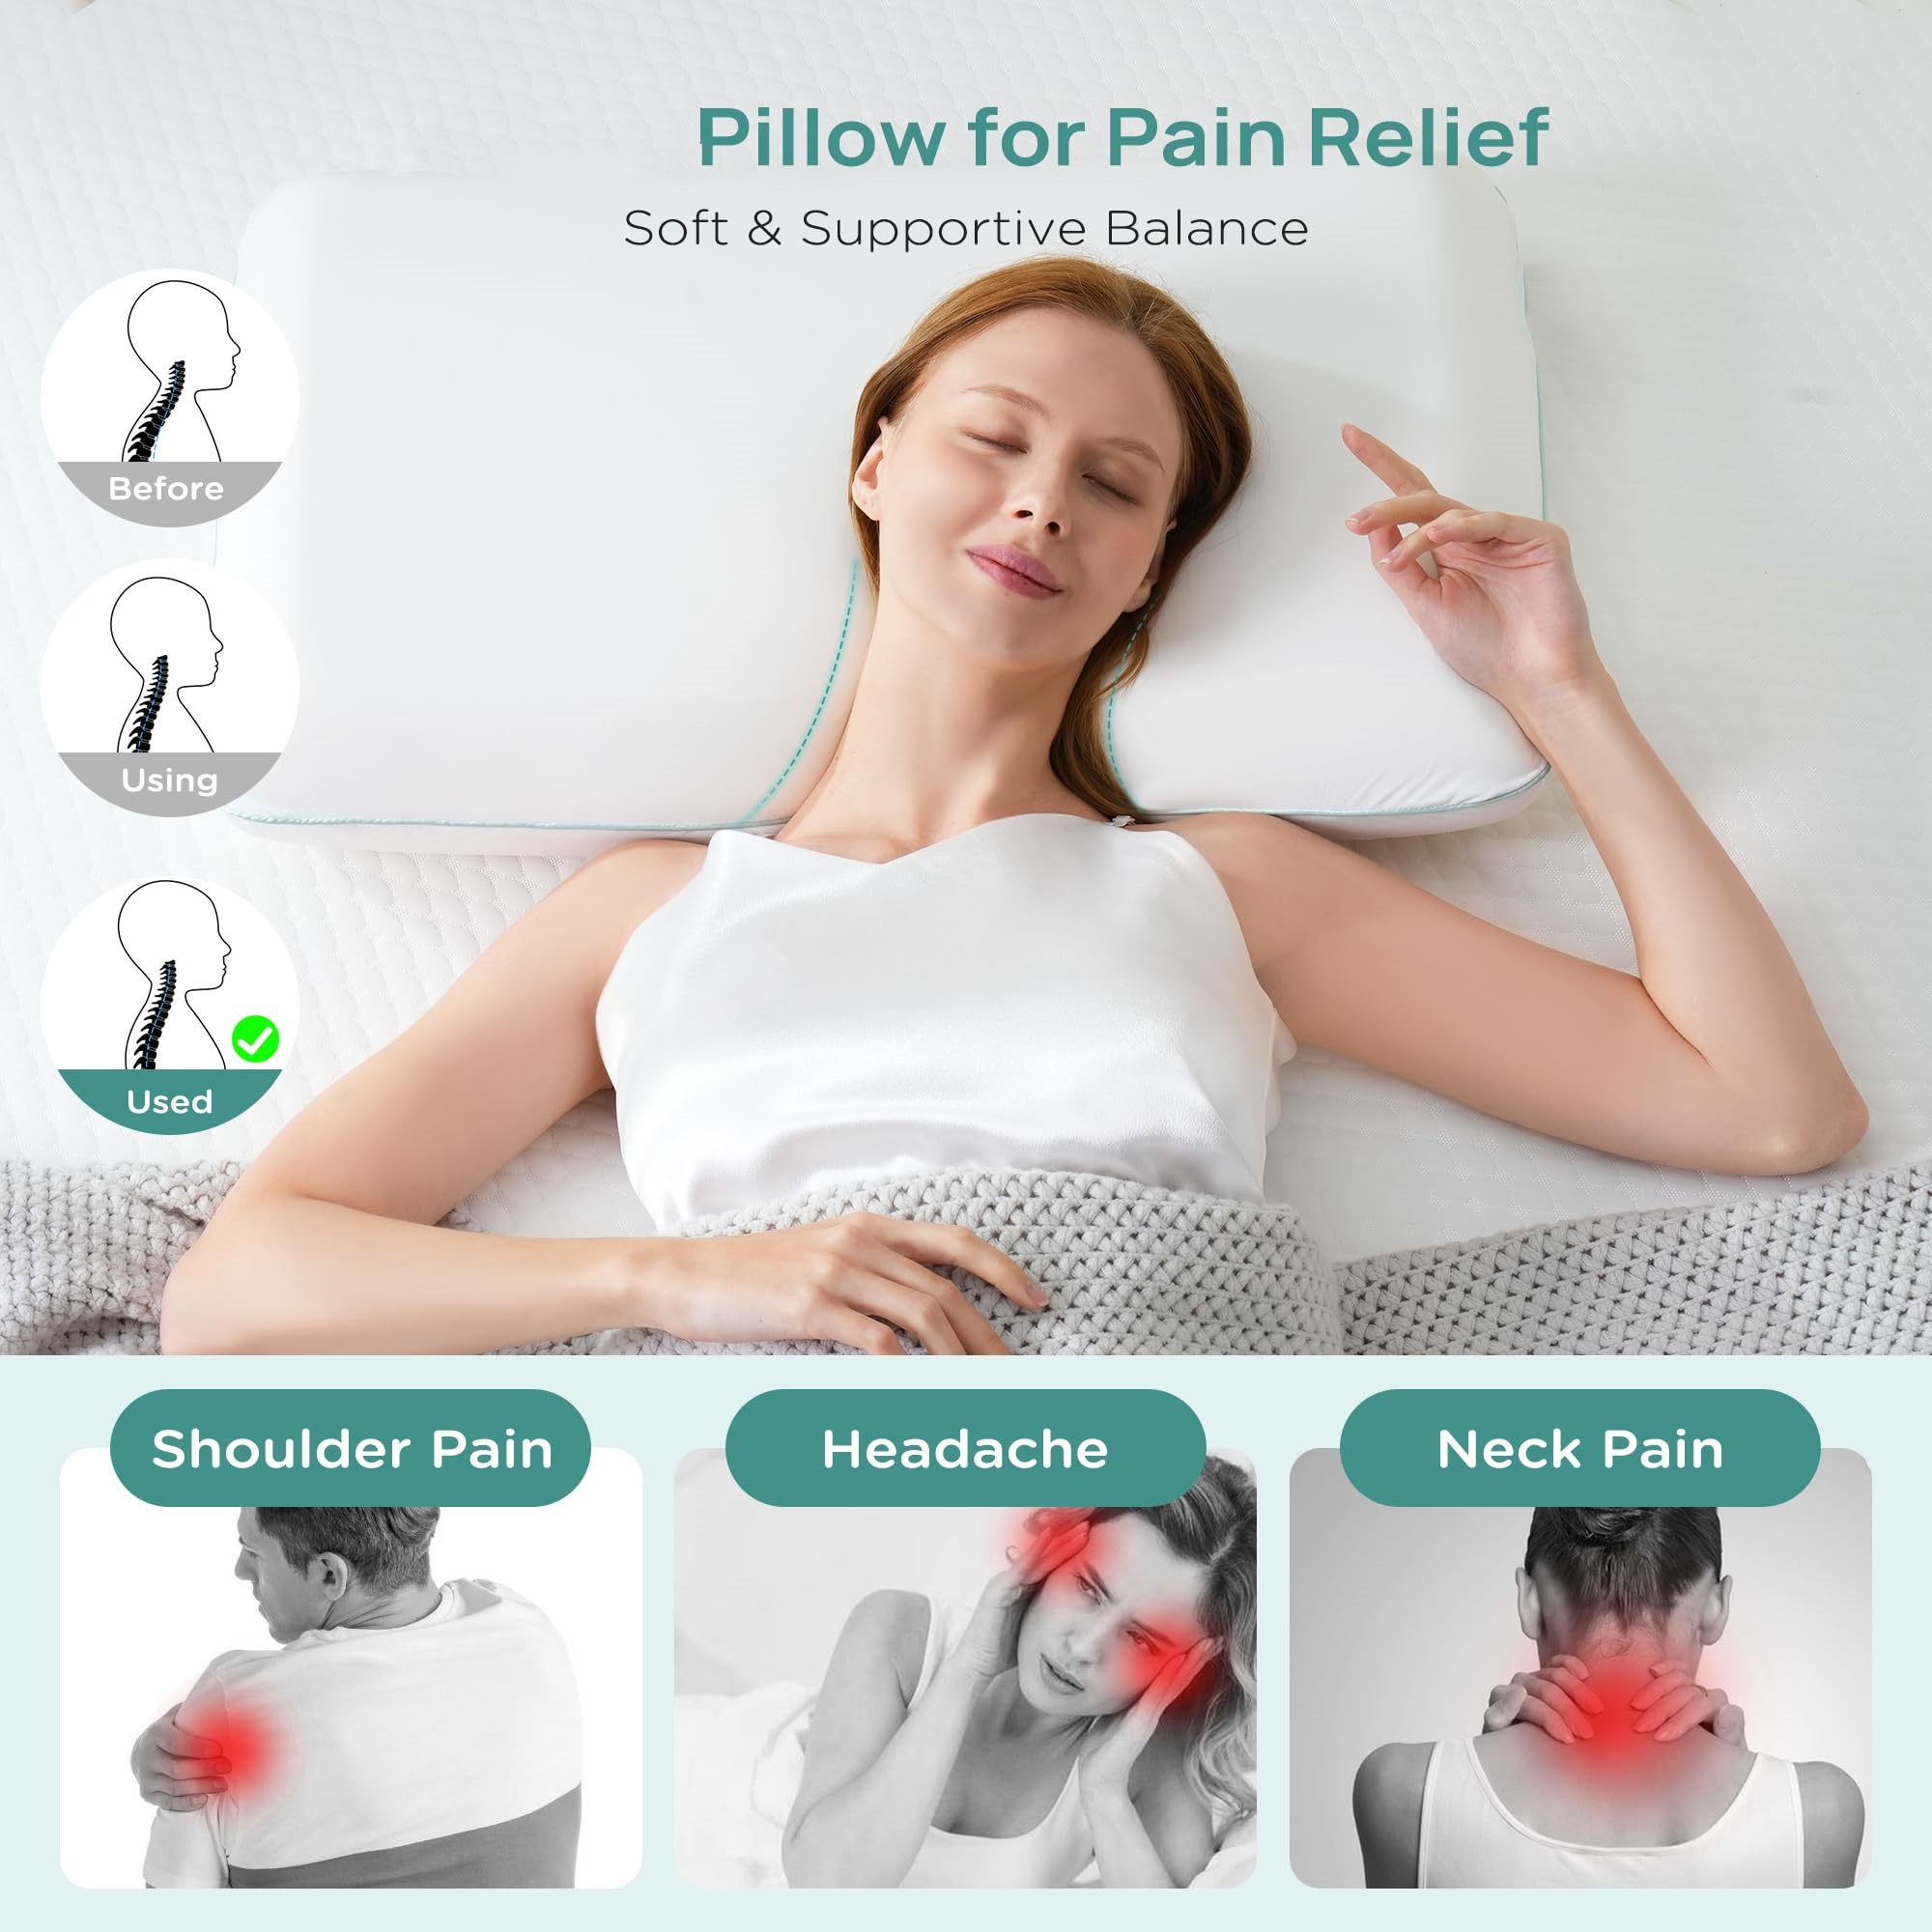 Pillow for Pain Relief
Soft & Supportive Balance
Before
Using
Used
Shoulder Pain
Headache
Neck Pain